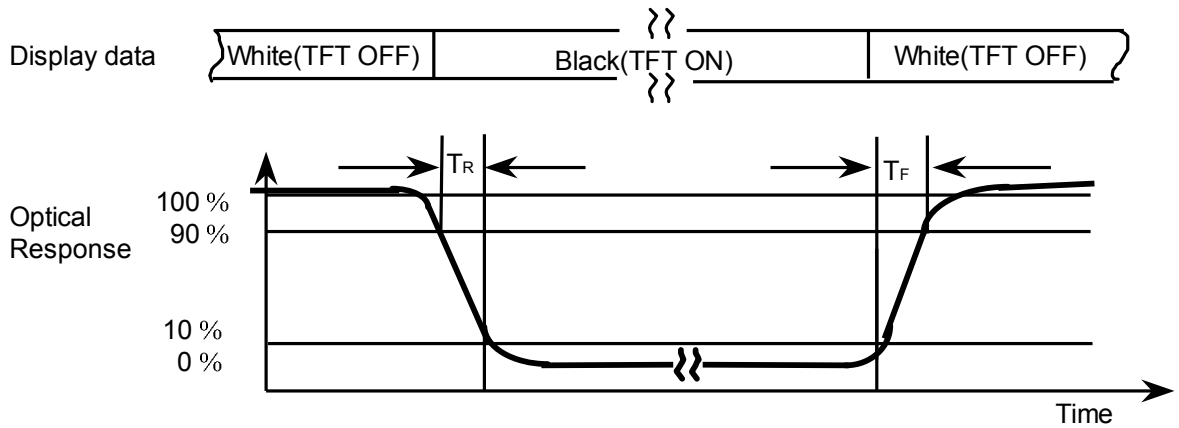 Display data
White(TFT OFF)
Black(TFT ON)
White(TFT OFF)
TR
TF
Optical
Response
100 %
90 %
10 %
0 %
Time